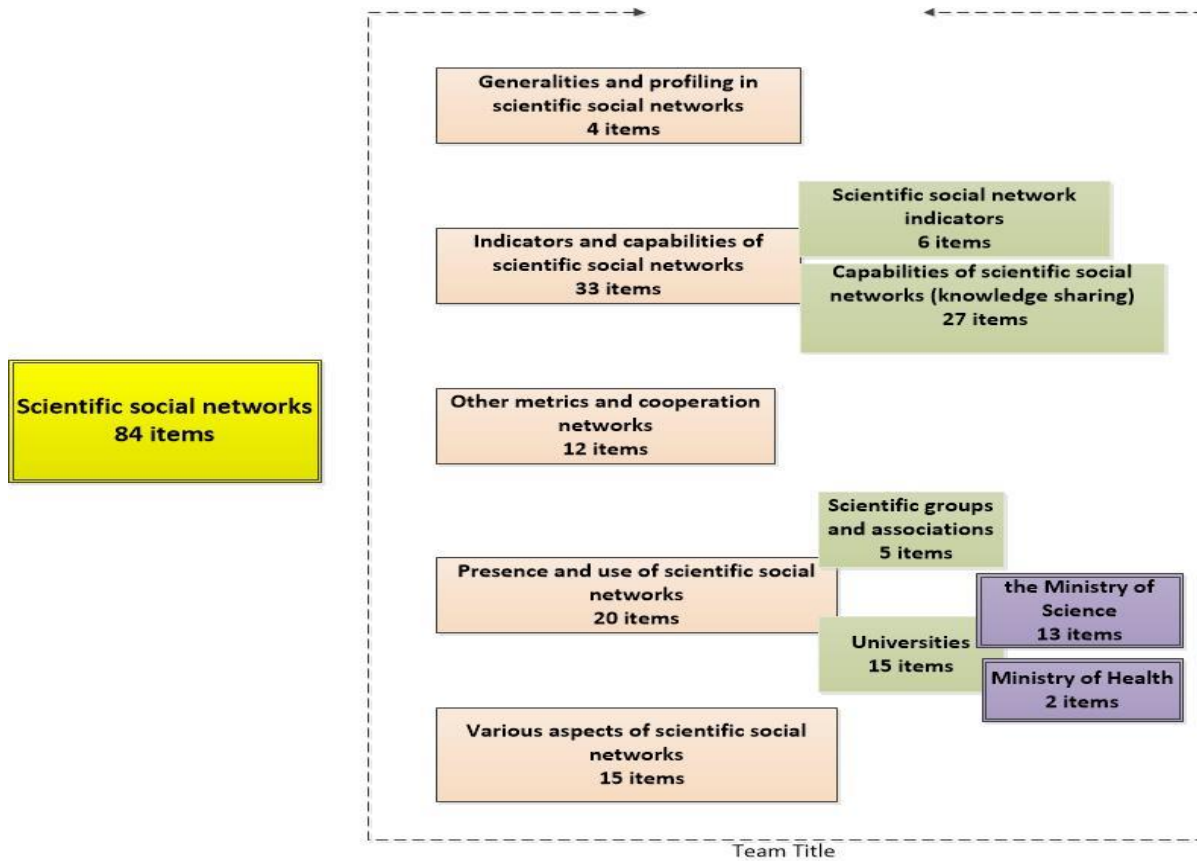 Generalities and profiling in
scientific social networks
4 items
Scientific social network
indicators
6 items
Indicators and capabilities of
scientific social networks
33 items
Capabilities of scientific social
networks (knowledge sharing)
27 items
Scientific social networks
84 items
Other metrics and cooperation
networks
12 items
Scientific groups
and associations
5 items
Presence and use of scientific social
networks
20 items
the Ministry of
Science
13 items
Universities
15 items
Ministry of Health
2 items
Various aspects of scientific social
networks
15 items
Team Title